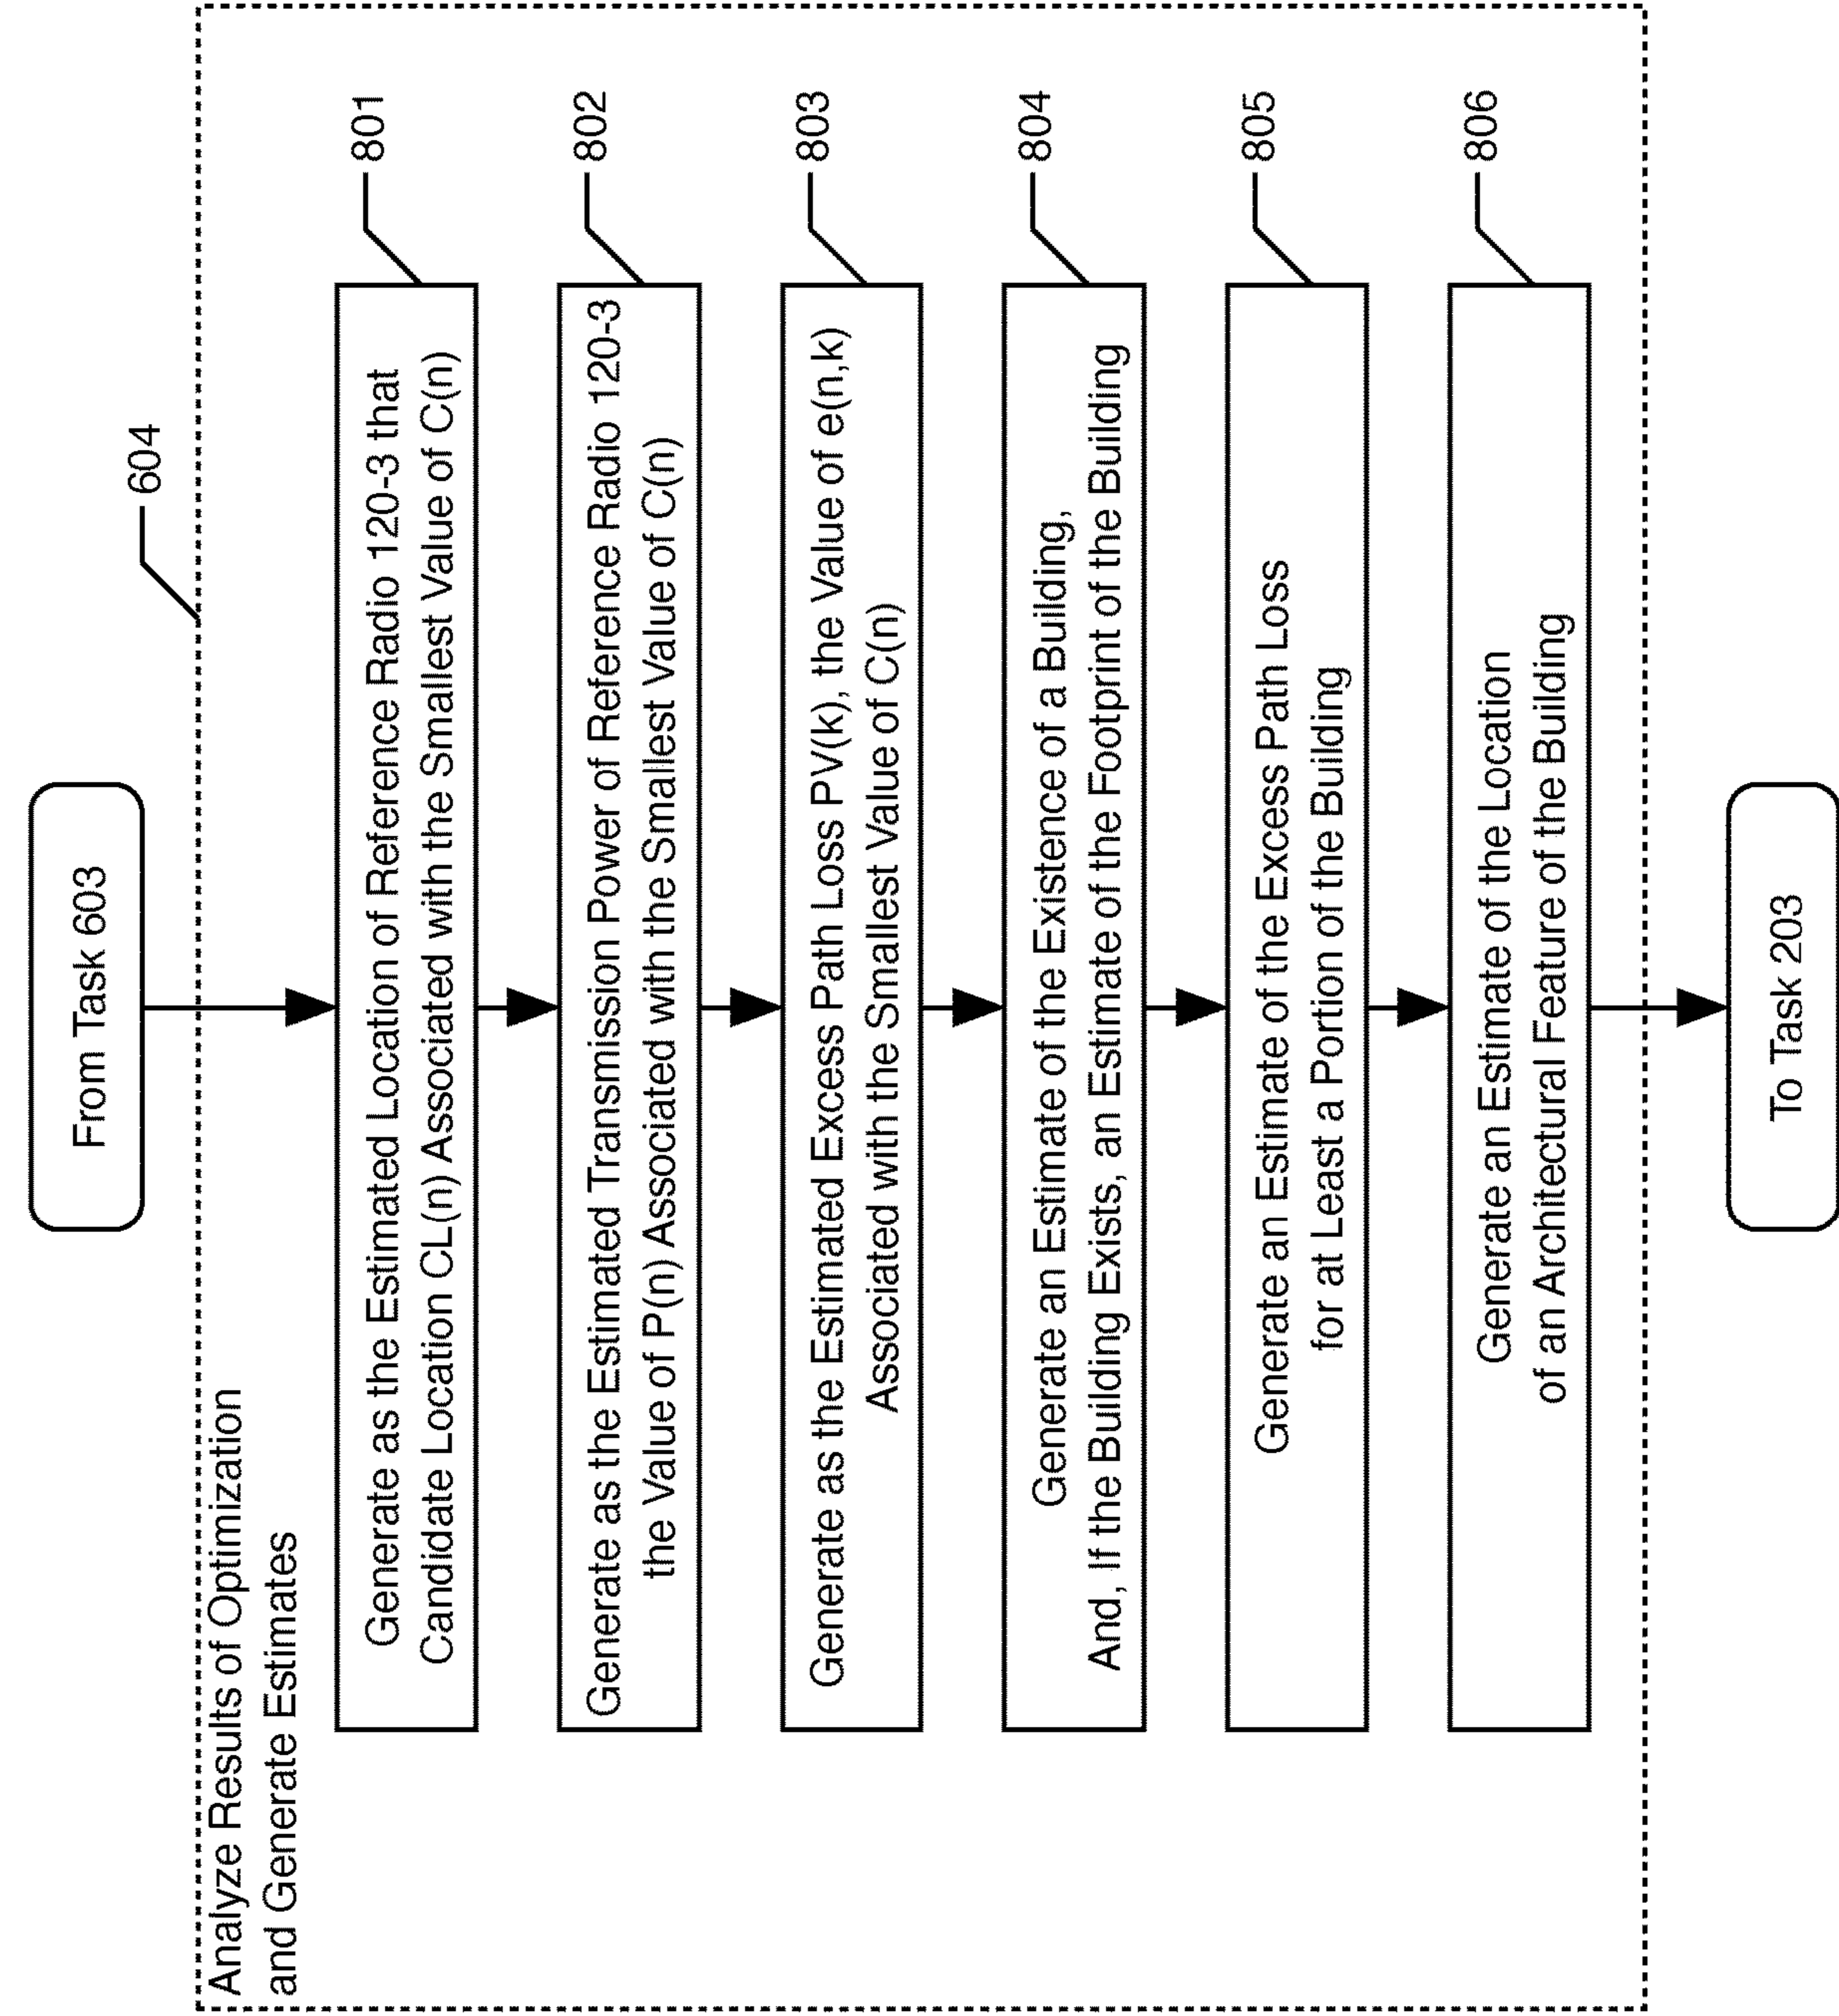 From Task 603
604
Analyze Results of Optimization
and Generate Estimates
801
Generate as the Estimated Location of Reference Radio 120-3 that
Candidate Location CL(n) Associated with the Smallest Value of C(n)
802
Generate as the Estimated Transmission Power of Reference Radio 120-3
the Value of P(n) Associated with the Smallest Value of C(n)
803
Generate as the Estimated Excess Path Loss PV(k), the Value of e(n,k)
Associated with the Smallest Value of C(n)
804
Generate an Estimate of the Existence of a Building,
And, If the Building Exists, an Estimate of the Footprint of the Building
805
Generate an Estimate of the Excess Path Loss
for at Least a Portion of the Building
806
Generate an Estimate of the Location
of an Architectural Feature of the Building
To Task 203